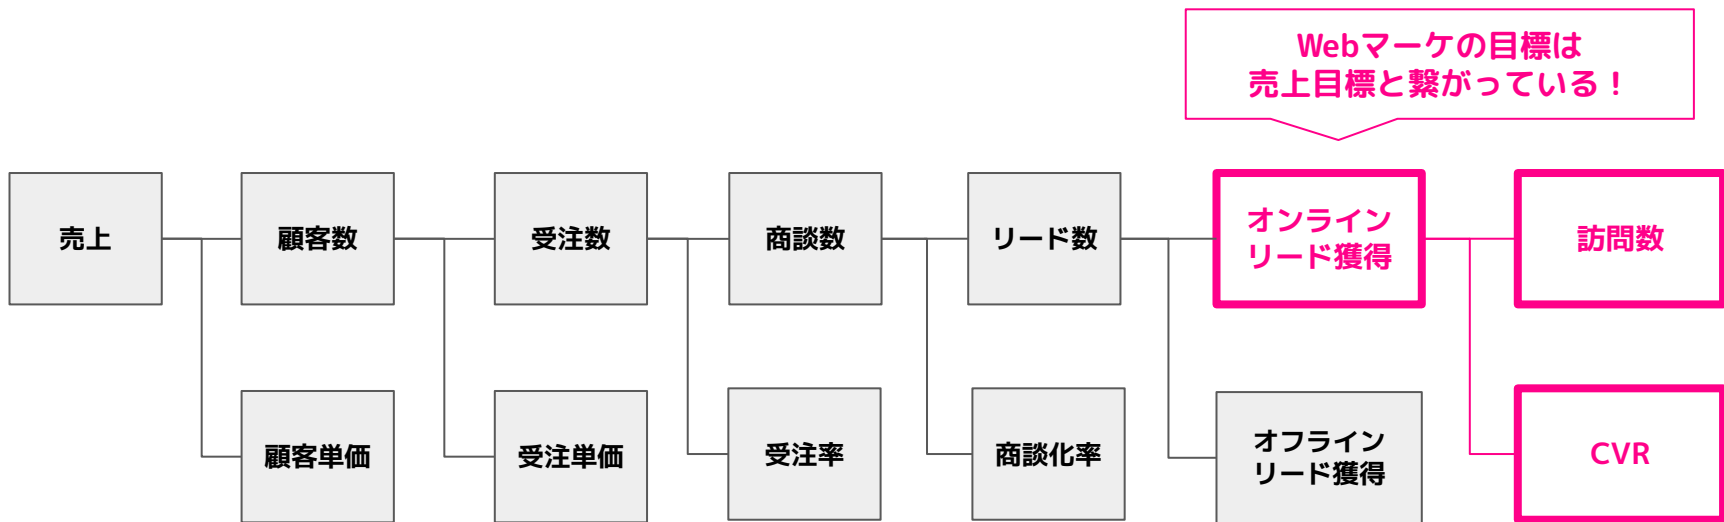 Webマーケの目標は
売上目標と繋がっている！
売上
顧客数
受注数
商談数
リード数
オンライン
リード獲得
訪問数
顧客単価
受注単価
受注率
商談化率
オフライン
リード獲得
CVR